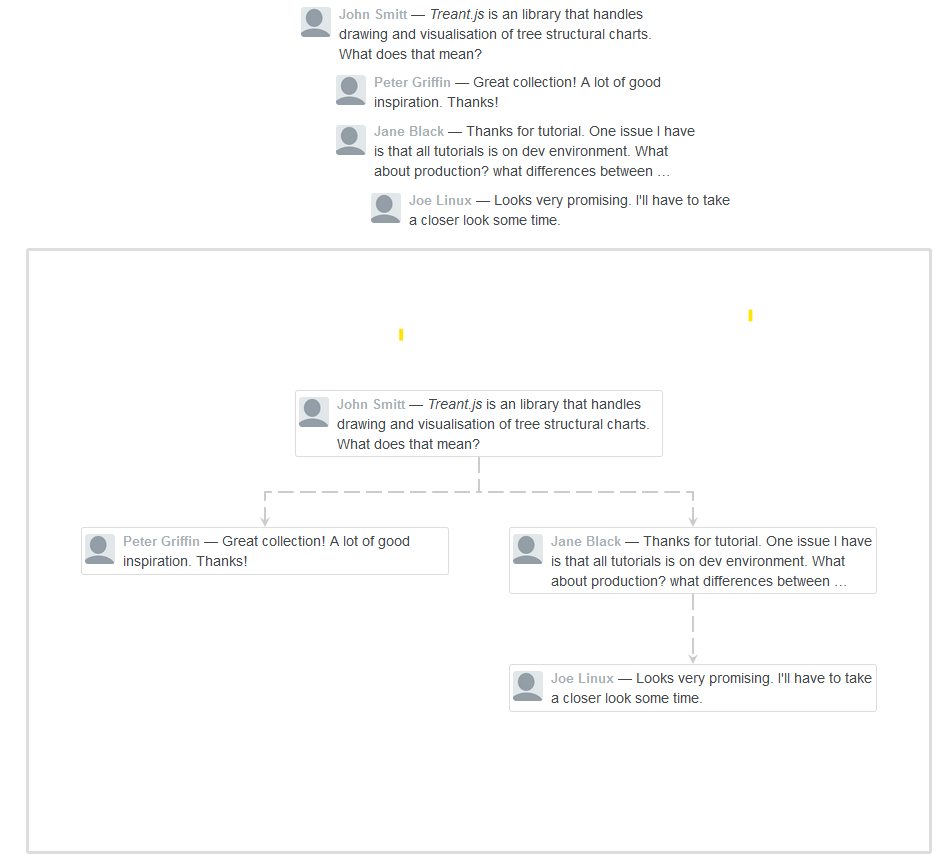 John Smitt — Treant.js is an library that handles
drawing and visualisation of tree structural charts.
What does that mean?
Peter Griffin — Great collection! A lot of good
inspiration. Thanks!
Jane Black — Thanks for tutorial. One issue I have
is that all tutorials is on dev environment. What
about production? what differences between ...
Joe Linux — Looks very promising. I'll have to take
a closer look some time.
John Smitt — Treant.js is an library that handles
drawing and visualisation of tree structural charts.
What does that mean?
Peter Griffin — Great collection! A lot of good
inspiration. Thanks!
Jane Black — Thanks for tutorial. One issue I have
is that all tutorials is on dev environment. What
about production? what differences between ...
Joe Linux — Looks very promising. I'll have to take
a closer look some time.